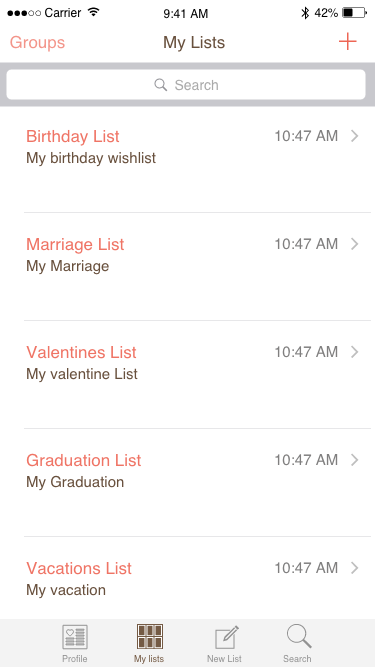 Carrier 9:41 AM 42%
Groups My Lists
Search
Birthday List 10:47 AM
My birthday wishlist
Marriage List 10:47 AM
My Marriage
Valentines List 10:47 AM
My valentine List
Graduation List 10:47 AM
My Graduation
Vacations List 10:47 AM
My vacation
Profile My lists New List Search